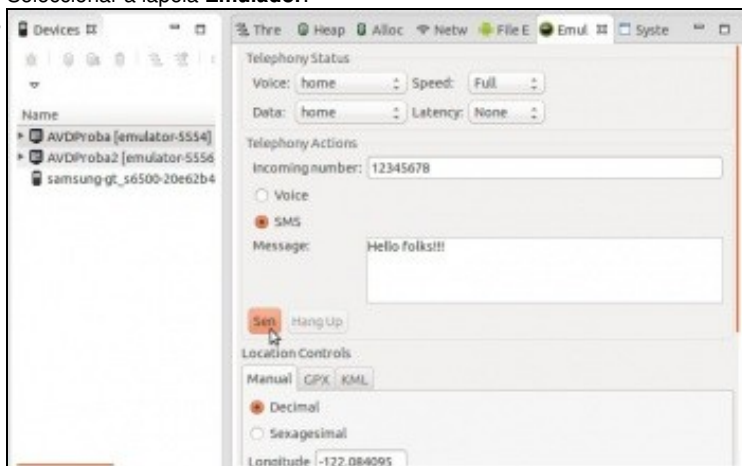 Seleccionar a lapela Emulador.
Devices
Thre Heap Alloc Netw File E Emul Syste
Name
AVDProba [emulator-5554]
AVDProba2 [emulator-5556
samsung-gt_s6500-20e62b4
Telephony Status
Voice: home Speed: Full
Data: home Latency: None
Telephony Actions
Incoming number: 12345678
Voice
SMS
Message: Hello folks!!!
Sen Hang Up
Location Controls
Manual GPX KML
Decimal
Sexagesimal
Longitude -122.084095